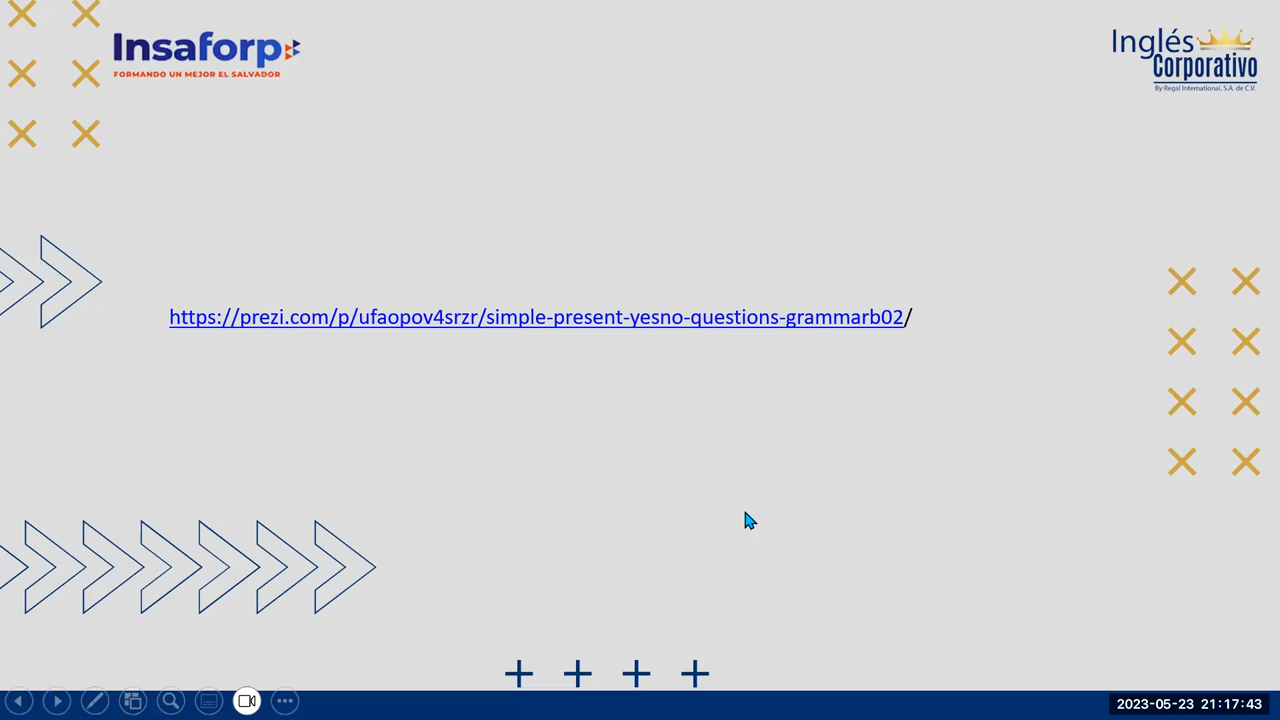 Insaforp
FORMANDO UN MEJOR EL SALVADOR
Inglés
Corporativo
By Regal International, S.A. de C.V.
https://prezi.com/p/ufaopov4srzr/simple-present-yesno-questions-grammarb02/
2023-05-23 21:17:43